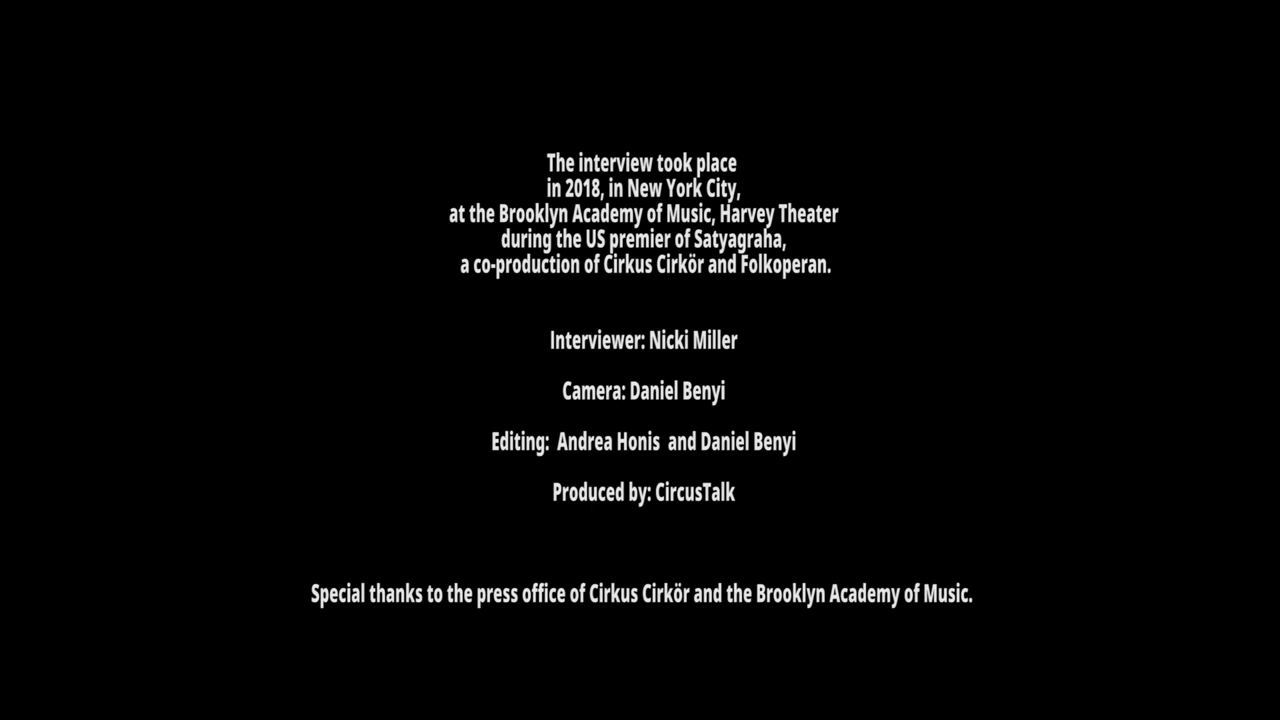 The interview took place
in 2018, in New York City,
at the Brooklyn Academy of Music, Harvey Theater
during the US premier of Satyagraha,
a co-production of Cirkus Cirkör and Folkoperan.
Interviewer: Nicki Miller
Camera: Daniel Benyi
Editing:  Andrea Honis  and Daniel Benyi
Produced by: CircusTalk
Special thanks to the press office of Cirkus Cirkör and the Brooklyn Academy of Music.